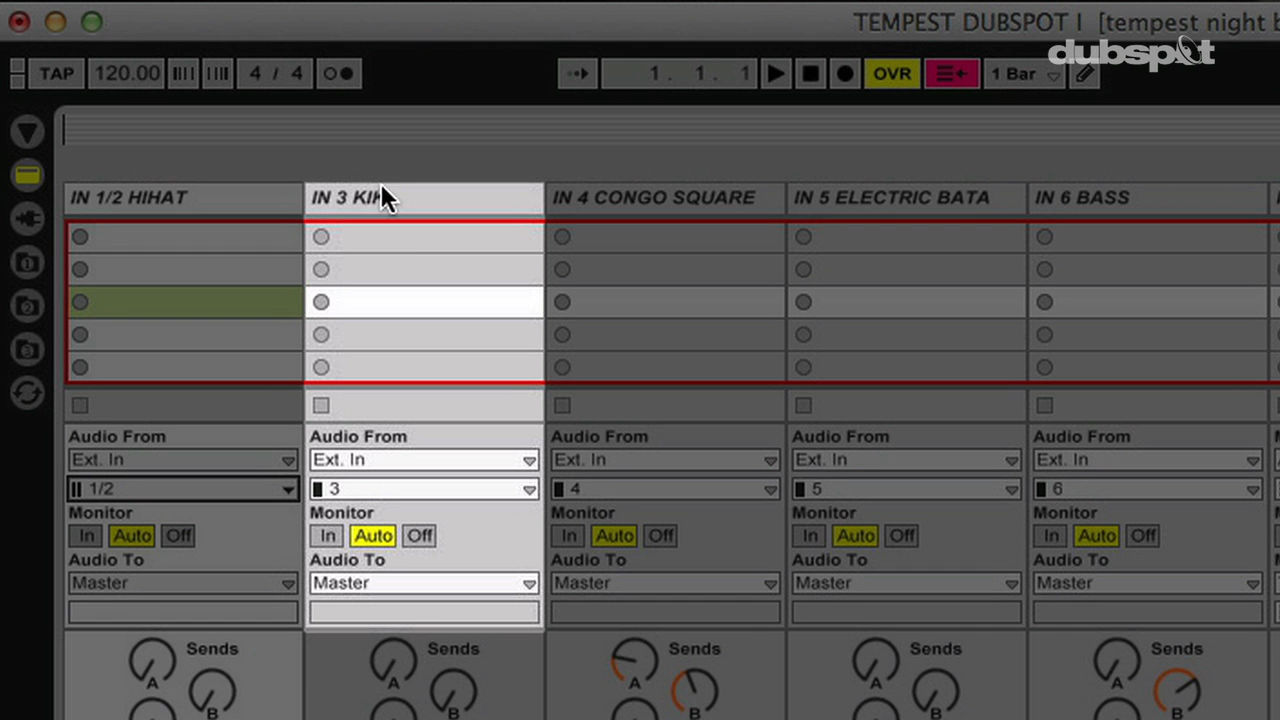 TEMPEST DUBSPOT I [tempest night b
dubspot
TAP 120.00 4 / 4 1. 1. 1 OVR 1 Bar
IN 1/2 HIHAT IN 3 KIK IN 4 CONGO SQUARE IN 5 ELECTRIC BATA IN 6 BASS
Audio From Audio From Audio From Audio From Audio From
Ext. In Ext. In Ext. In Ext. In Ext. In
1/2 3 4 5 6
Monitor Monitor Monitor Monitor Monitor
In Auto Off In Auto Off In Auto Off In Auto Off In Auto Off
Audio To Audio To Audio To Audio To Audio To
Master Master Master Master Master
Sends Sends Sends Sends Sends
A A A A A
B B B B B